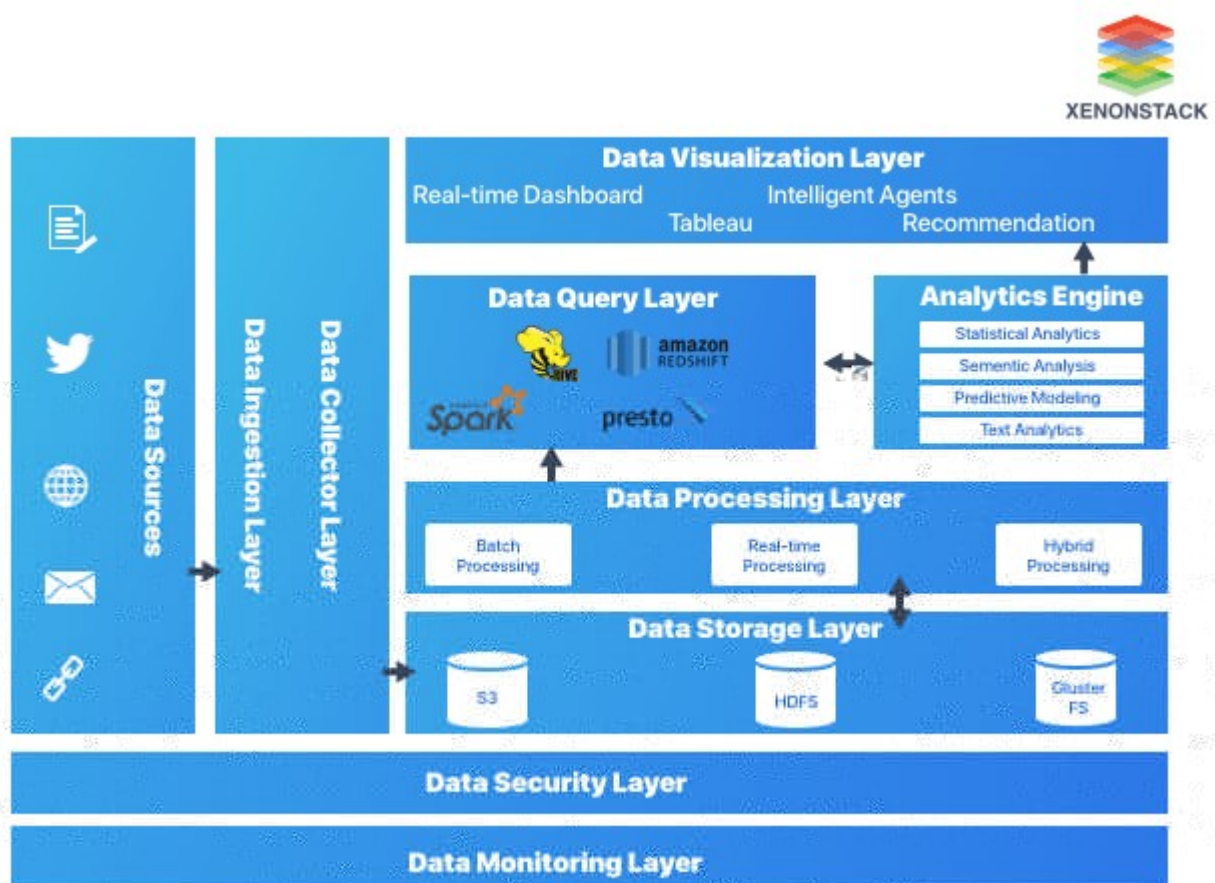 XENONSTACK
Data Sources
Data Ingestion Layer
Data Collector Layer
Data Visualization Layer
Real-time Dashboard
Intelligent Agents
Tableau
Recommendation
Data Query Layer
HIVE
amazon
REDSHIFT
Spark
presto
Analytics Engine
Statistical Analytics
Sementic Analysis
Predictive Modeling
Text Analytics
Data Processing Layer
Batch
Processing
Real-time
Processing
Hybrid
Processing
Data Storage Layer
S3
HDFS
Gluster
FS
Data Security Layer
Data Monitoring Layer